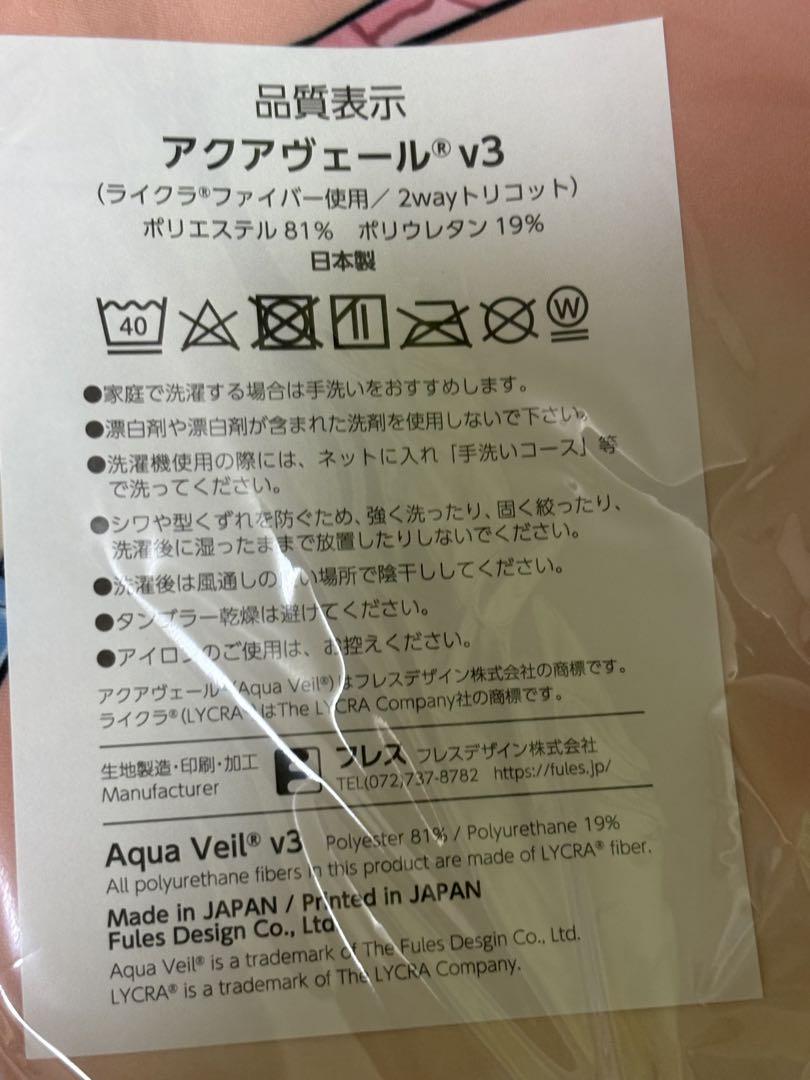 品質表示
アクアヴェール® v3
(ライクラ®ファイバー使用/ 2wayトリコット)
ポリエステル 81% ポリウレタン 19%
日本製
40
W
●家庭で洗濯する場合は手洗いをおすすめします。
●漂白剤や漂白剤が含まれた洗剤を使用しないで下さい。
●洗濯機使用の際には、ネットに入れ「手洗いコース」等
で洗ってください。
●シワや型くずれを防ぐため、強く洗ったり、固く絞ったり、
洗濯後に湿ったままで放置したりしないでください。
●洗濯後は風通しの い場所で陰干ししてください。
●タンブラー乾燥は避けてください。
●アイロンのご使用は、お控えください。
アクアヴェール (Aqua Veil®)はフレスデザイン株式会社の商標です。
ライクラ®(LYCRA®)はThe LYCRA Company社の商標です。
生地製造・印刷・加工
Manufacturer
フレス フレスデザイン株式会社
TEL(072)737-8782 https://fules.jp/
Aqua Veil® v3 Polyester 81% / Polyurethane 19%
All polyurethane fibers in this product are made of LYCRA® fiber.
Made in JAPAN / Printed in JAPAN
Fules Design Co., Ltd
Aqua Veil® is a trademark of The Fules Desgin Co., Ltd.
LYCRA® is a trademark of The LYCRA Company.